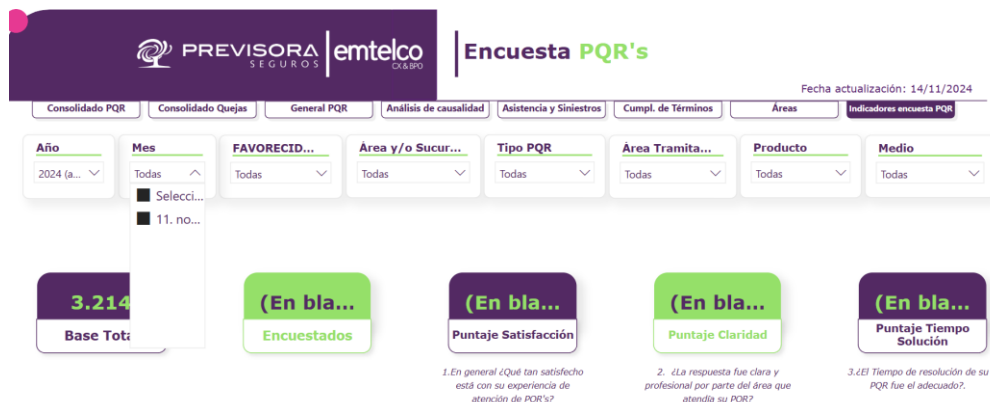 PREVISORA
SEGUROS
emtelco
CX & BPO
Encuesta PQR's
Fecha actualización: 14/11/2024
Consolidado PQR
Consolidado Quejas
General PQR
Análisis de causalidad
Asistencia y Siniestros
Cumpl. de Términos
Áreas
Indicadores encuesta PQR
Año
Mes
FAVORECID...
Área y/o Sucur...
Tipo PQR
Área Tramita...
Producto
Medio
2024 (a...
Todas
Todas
Todas
Todas
Todas
Todas
Todas
Selecci...
11. no...
3.214
Base Tota
(En bla...
Encuestados
(En bla...
Puntaje Satisfacción
(En bla...
Puntaje Claridad
(En bla...
Puntaje Tiempo
Solución
1.En general ¿Qué tan satisfecho
está con su experiencia de
atención de PQR's?
2. ¿La respuesta fue clara y
profesional por parte del área que
atendía su PQR?
3.¿El Tiempo de resolución de su
PQR fue el adecuado?.